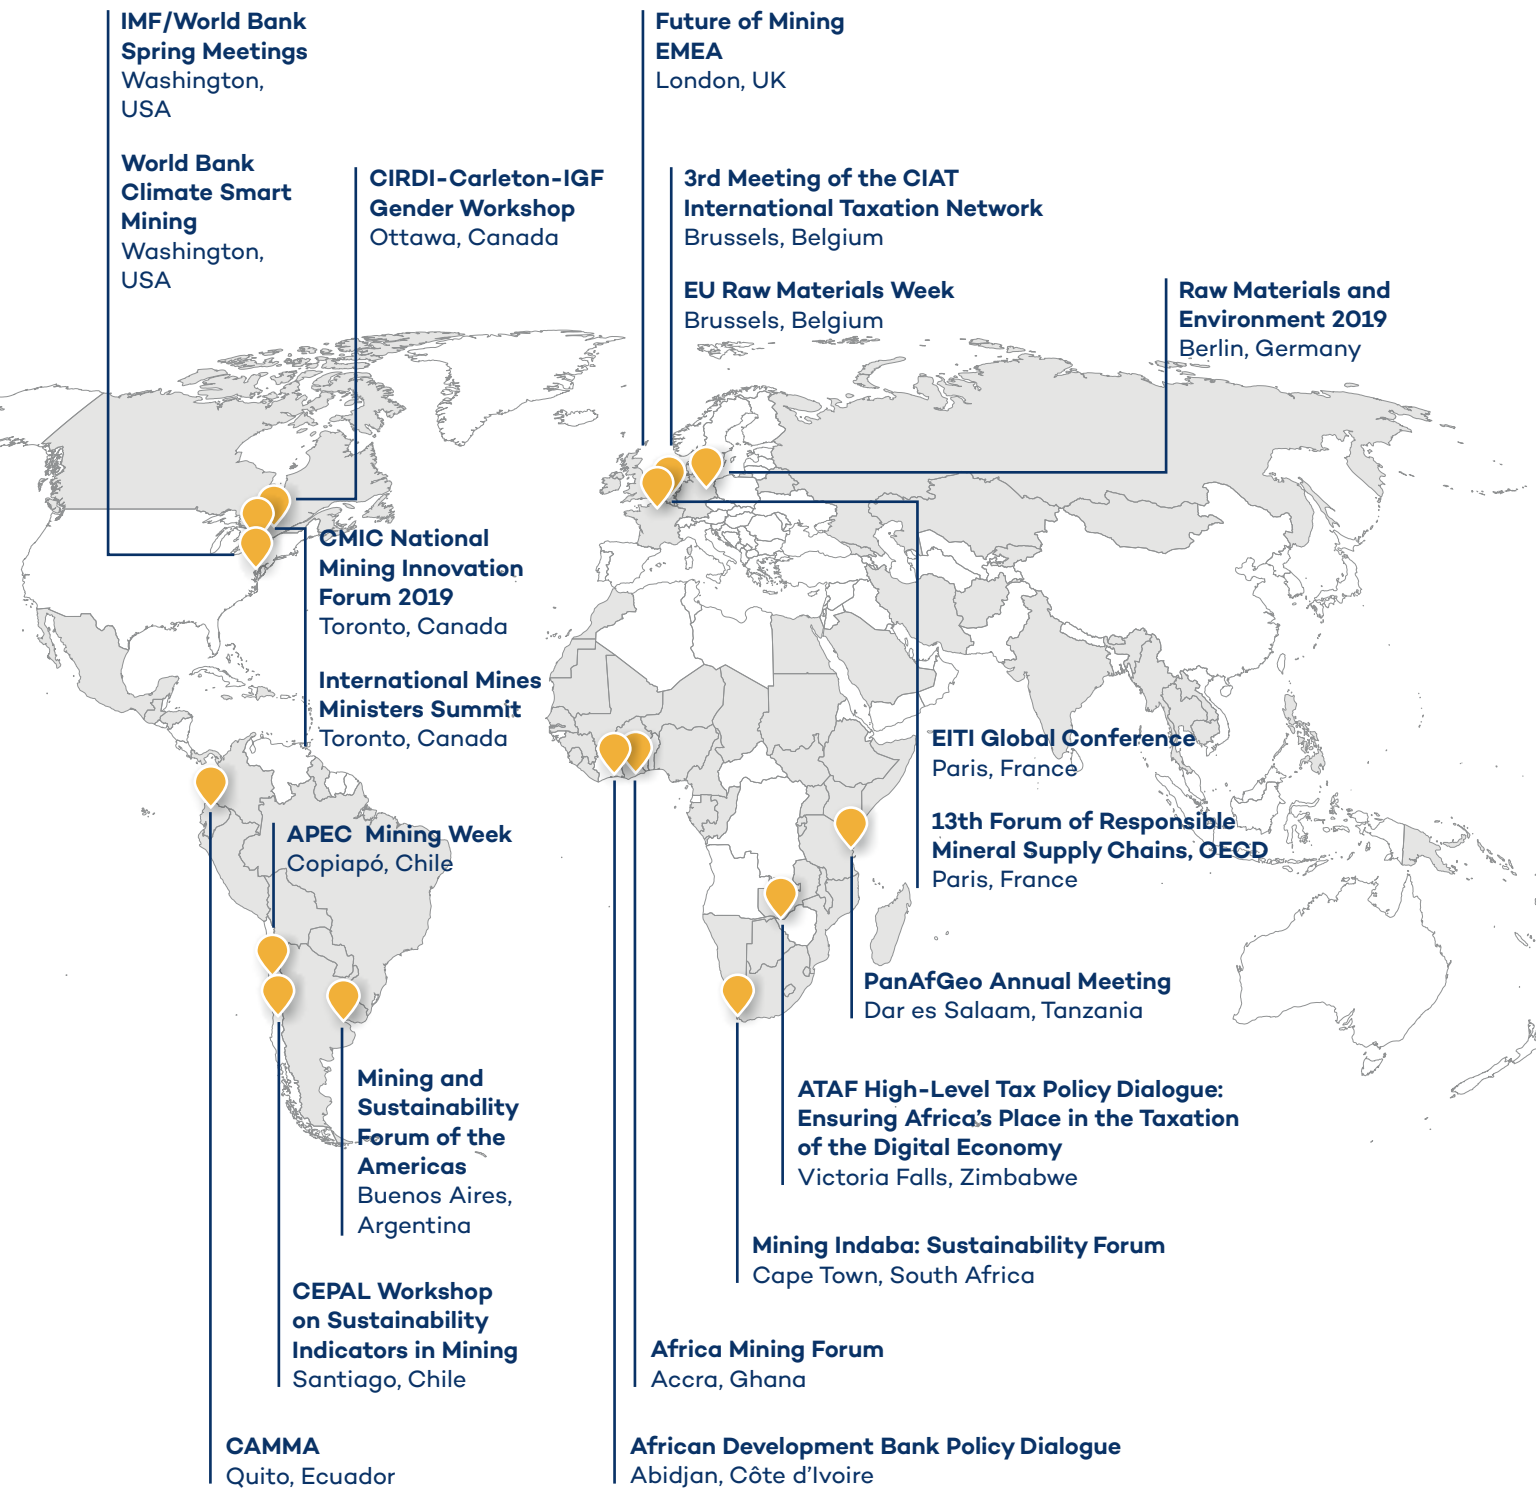 IMF/World Bank
Spring Meetings
Washington,
USA
World Bank
Climate Smart
Mining
Washington,
USA
CIRDI-Carleton-IGF
Gender Workshop
Ottawa, Canada
Future of Mining
EMEA
London, UK
3rd Meeting of the CIAT
International Taxation Network
Brussels, Belgium
EU Raw Materials Week
Brussels, Belgium
Raw Materials and
Environment 2019
Berlin, Germany
CMIC National
Mining Innovation
Forum 2019
Toronto, Canada
International Mines
Ministers Summit
Toronto, Canada
EITI Global Conference
Paris, France
13th Forum of Responsible
Mineral Supply Chains, OECD
Paris, France
APEC Mining Week
Copiapó, Chile
PanAfGeo Annual Meeting
Dar es Salaam, Tanzania
Mining and
Sustainability
Forum of the
Americas
Buenos Aires,
Argentina
ATAF High-Level Tax Policy Dialogue:
Ensuring Africa's Place in the Taxation
of the Digital Economy
Victoria Falls, Zimbabwe
Mining Indaba: Sustainability Forum
Cape Town, South Africa
CEPAL Workshop
on Sustainability
Indicators in Mining
Santiago, Chile
Africa Mining Forum
Accra, Ghana
CAMMA
Quito, Ecuador
African Development Bank Policy Dialogue
Abidjan, Côte d'Ivoire